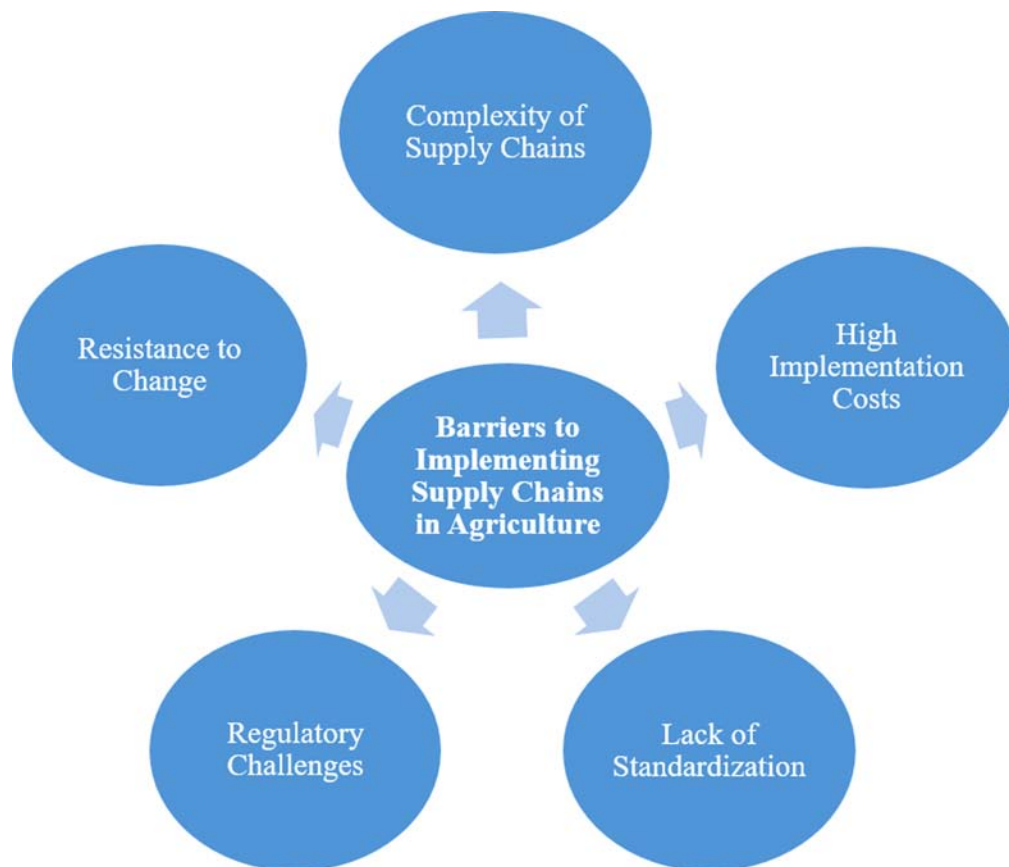 Complexity of
Supply Chains
High
Implementation
Costs
Resistance to
Change
Barriers to
Implementing
Supply Chains
in Agriculture
Regulatory
Challenges
Lack of
Standardization